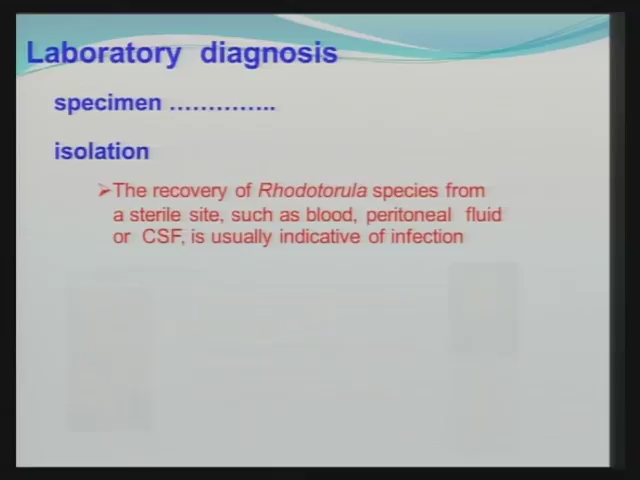 Laboratory diagnosis
specimen …………..
isolation
➢The recovery of Rhodotorula species from
a sterile site, such as blood, peritoneal fluid
or CSF, is usually indicative of infection